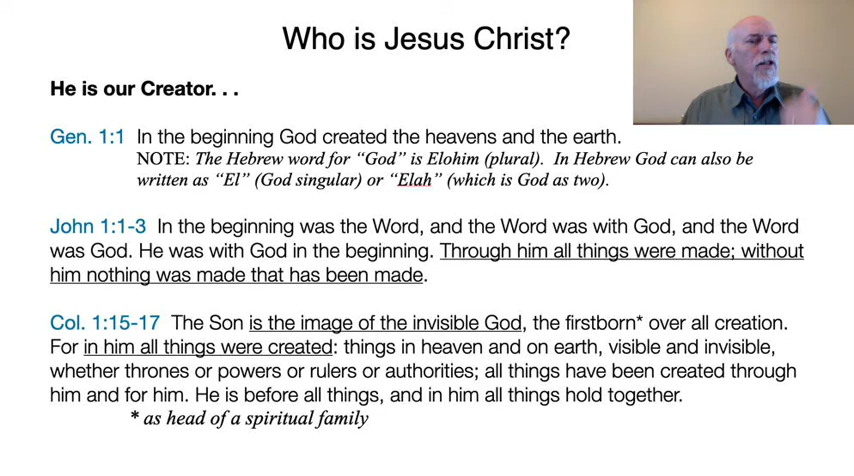 Who is Jesus Christ?
He is our Creator. . .
Gen. 1:1 In the beginning God created the heavens and the earth.
NOTE: The Hebrew word for “God” is Elohim (plural). In Hebrew God can also be
written as “El” (God singular) or “Elah” (which is God as two).
John 1:1-3 In the beginning was the Word, and the Word was with God, and the Word
was God. He was with God in the beginning. Through him all things were made; without
him nothing was made that has been made.
Col. 1:15-17 The Son is the image of the invisible God, the firstborn* over all creation.
For in him all things were created: things in heaven and on earth, visible and invisible,
whether thrones or powers or rulers or authorities; all things have been created through
him and for him. He is before all things, and in him all things hold together.
* as head of a spiritual family